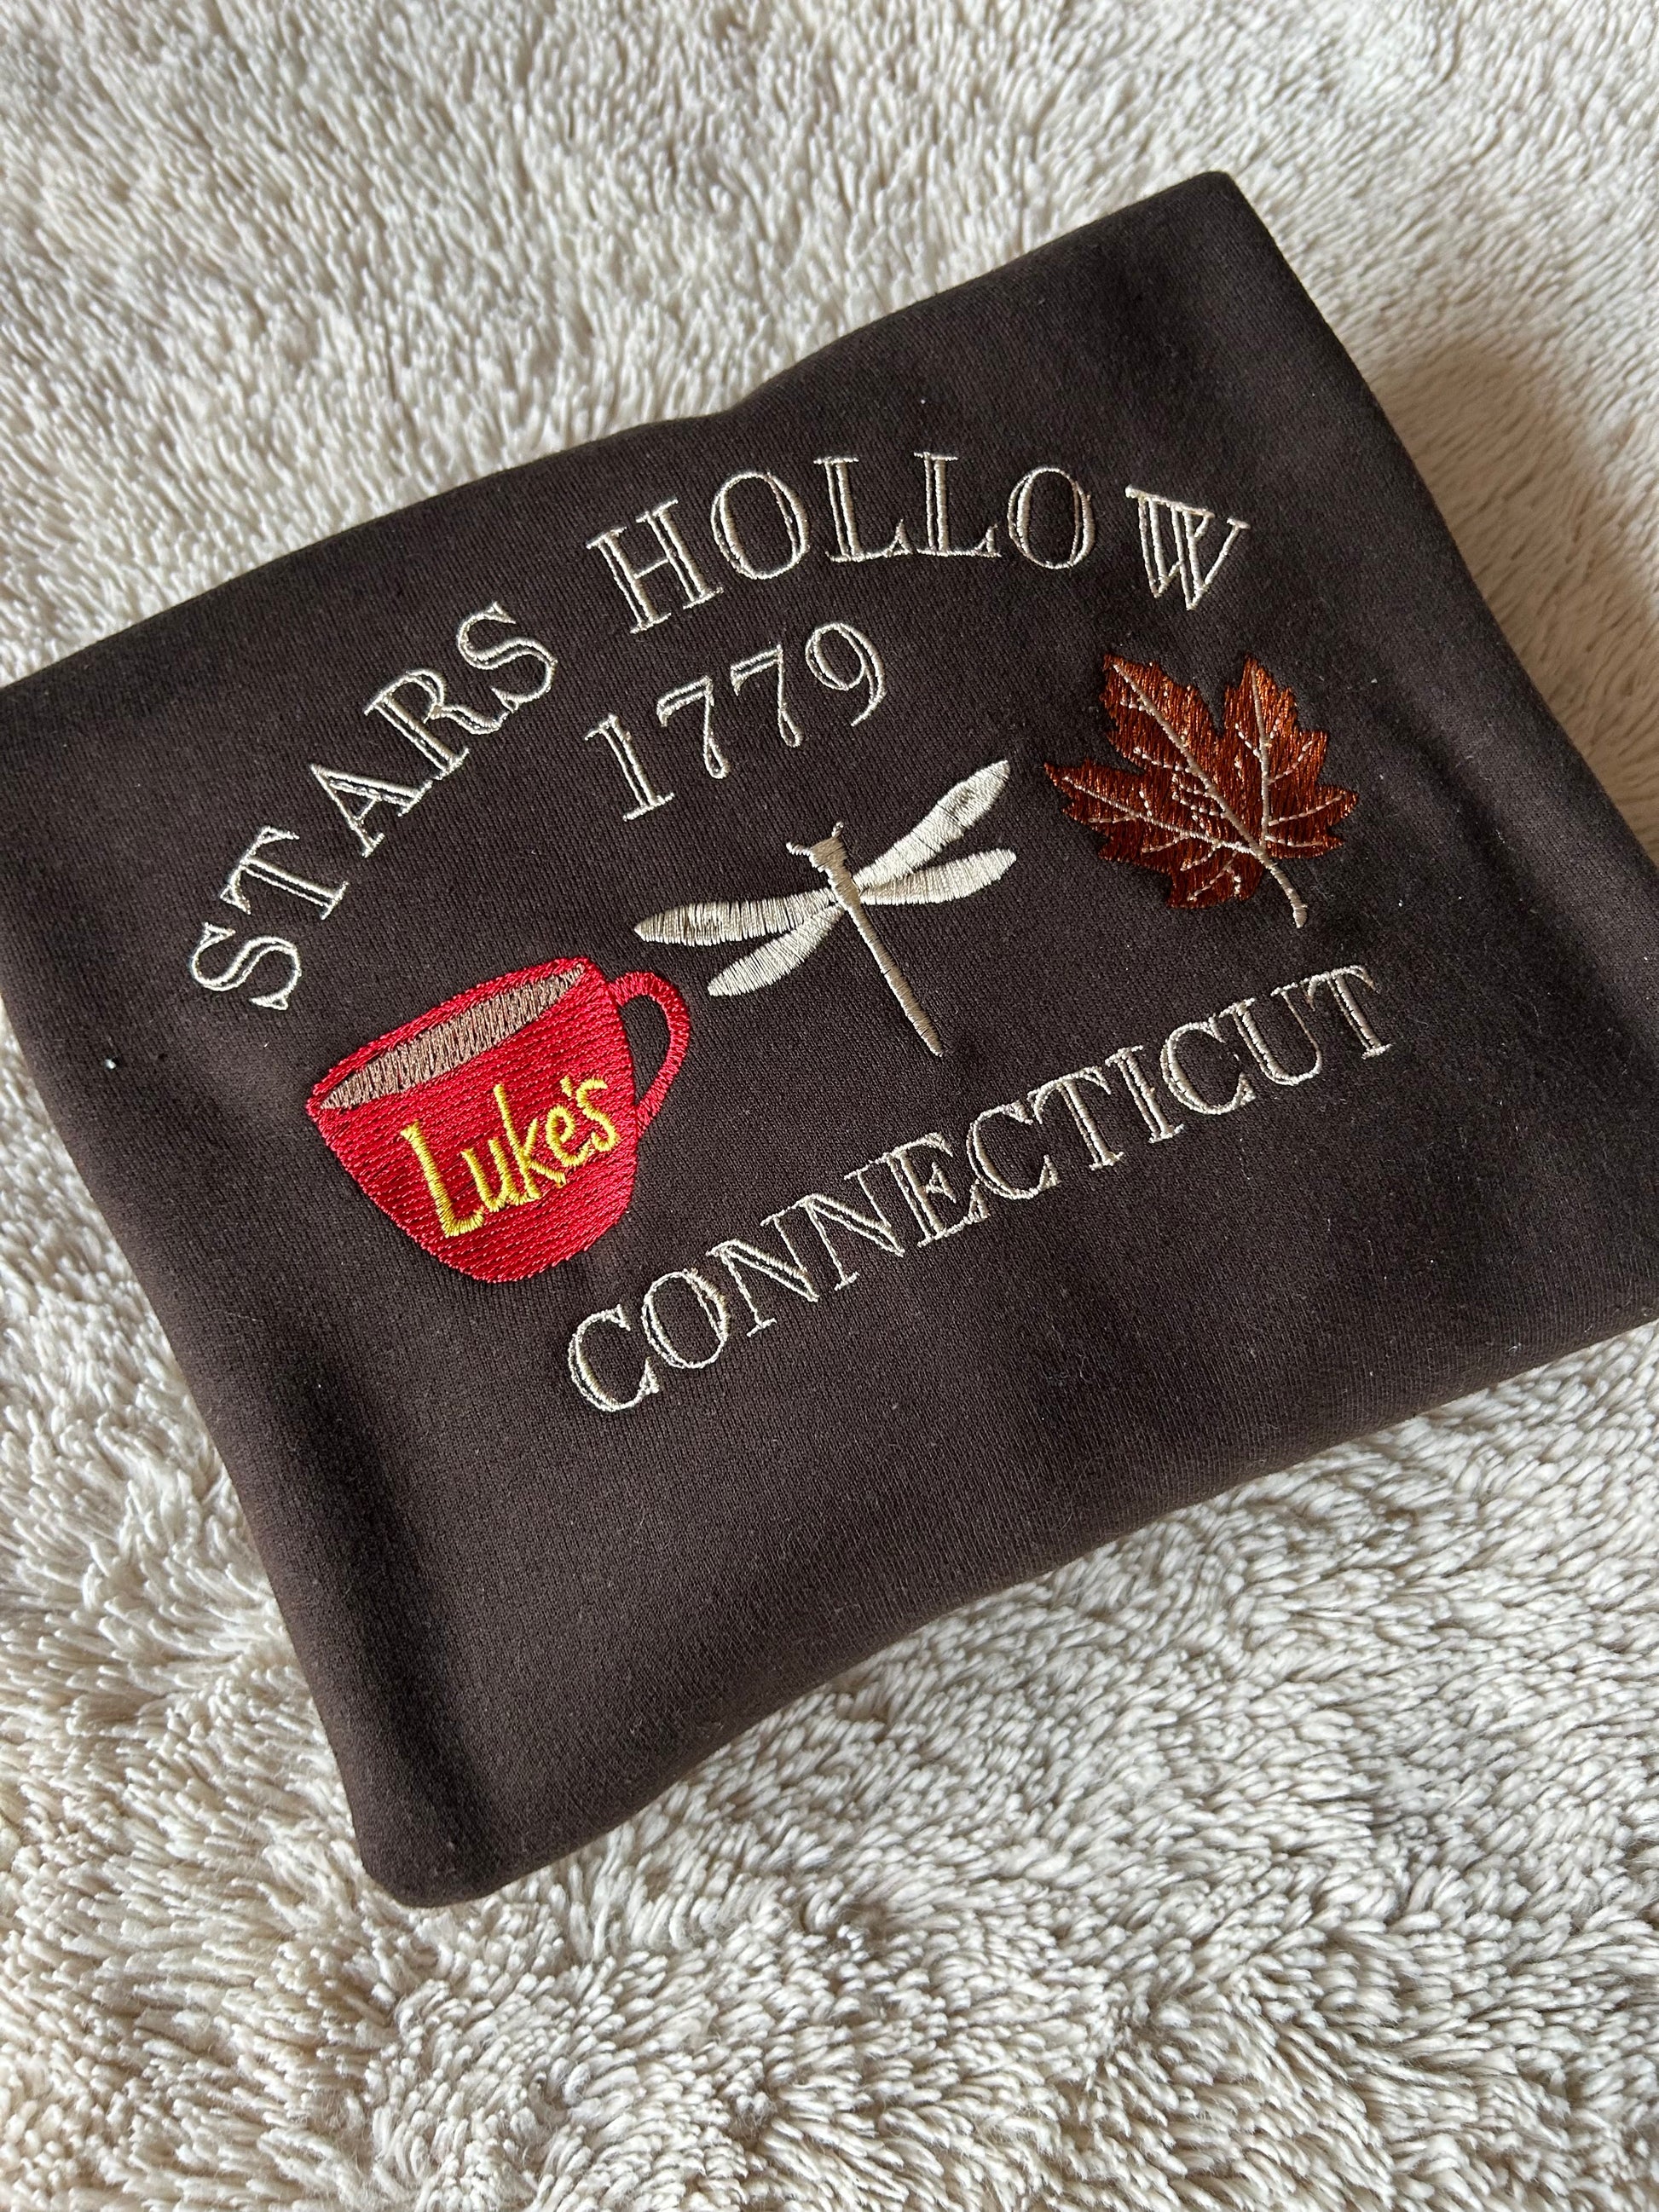 STARS HOLLOW
1779
Luke's
CONNECTICUT